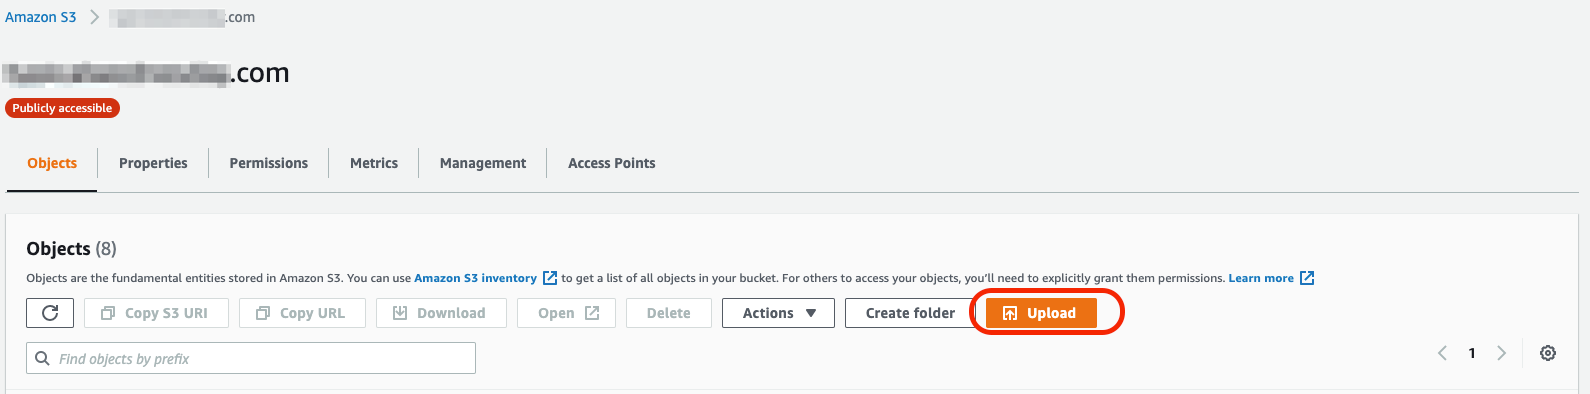 Amazon S3 .com
.com
Publicly accessible
Objects Properties Permissions Metrics Management Access Points
Objects (8)
Objects are the fundamental entities stored in Amazon S3. You can use Amazon S3 inventory to get a list of all objects in your bucket. For others to access your objects, you'll need to explicitly grant them permissions. Learn more
Copy S3 URI Copy URL Download Open Delete Actions Create folder Upload
Find objects by prefix 1